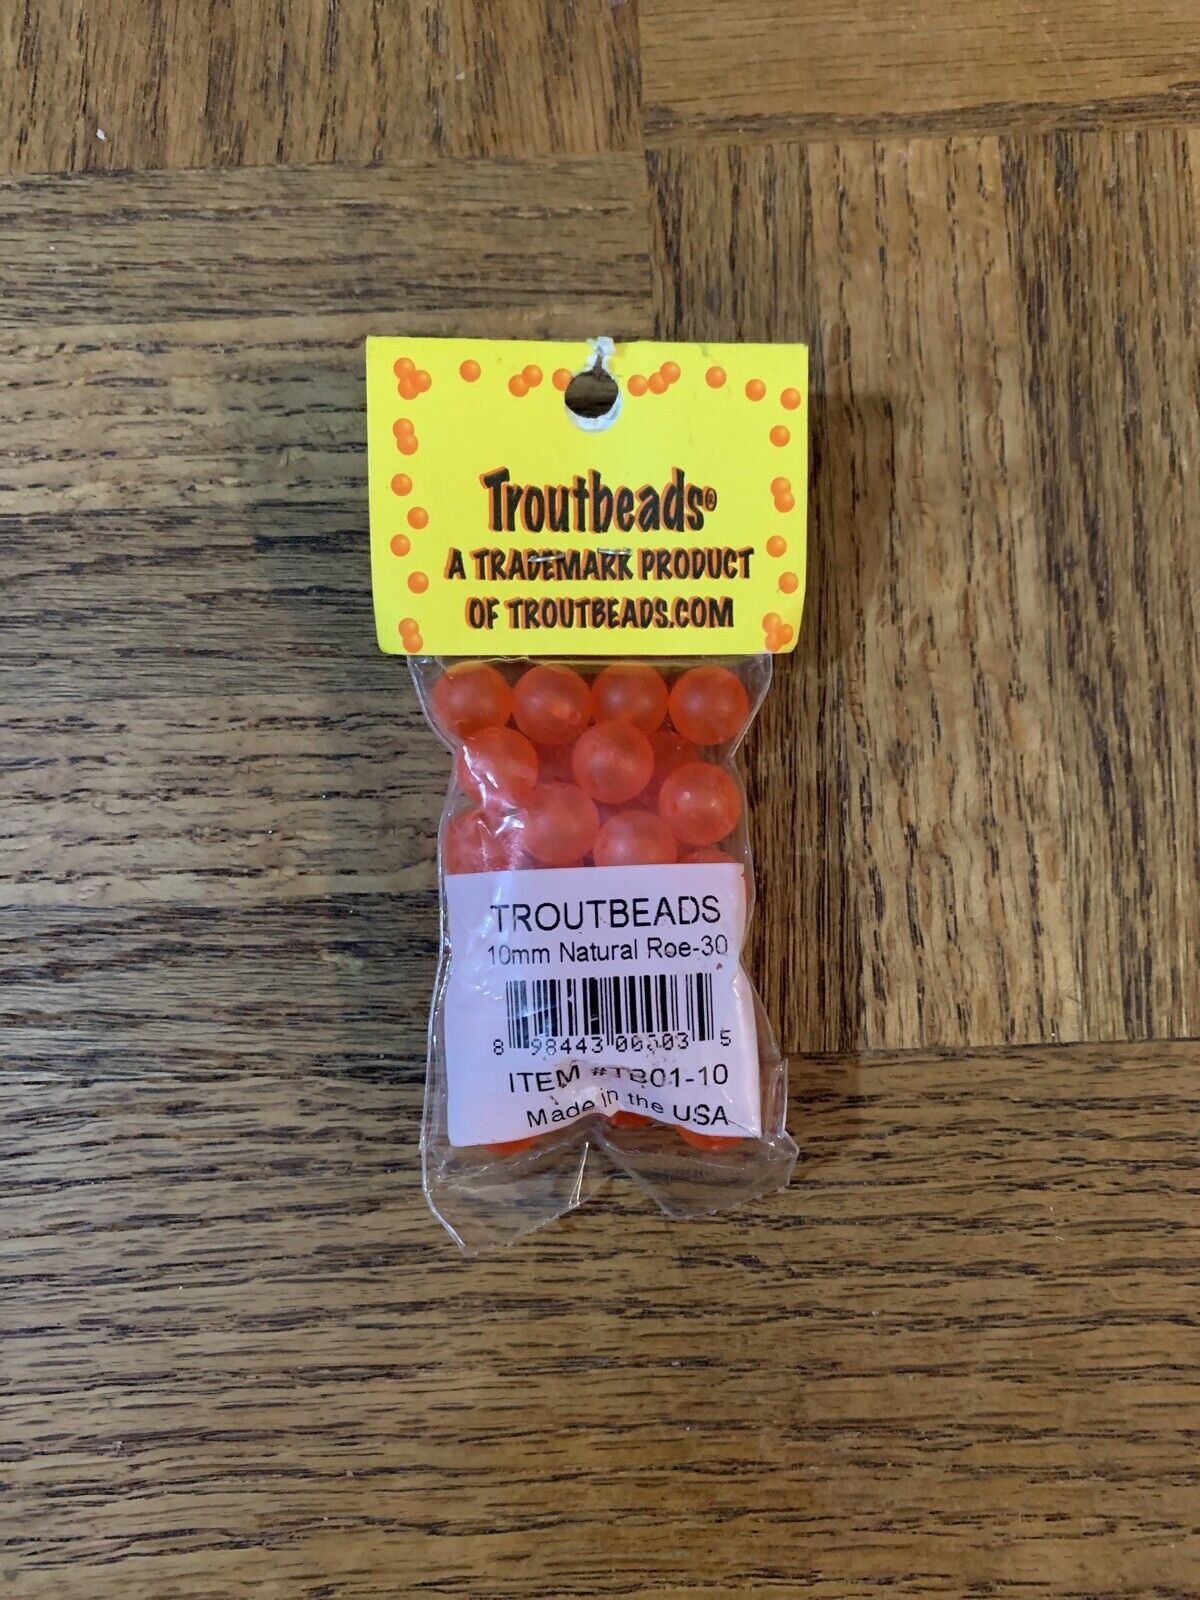 Troutbeads®
A TRADEMARK PRODUCT
OF TROUTBEADS.COM
TROUTBEADS
10mm Natural Roe-30
8 98443 00303 5
ITEM #TB01-10
Made in the USA